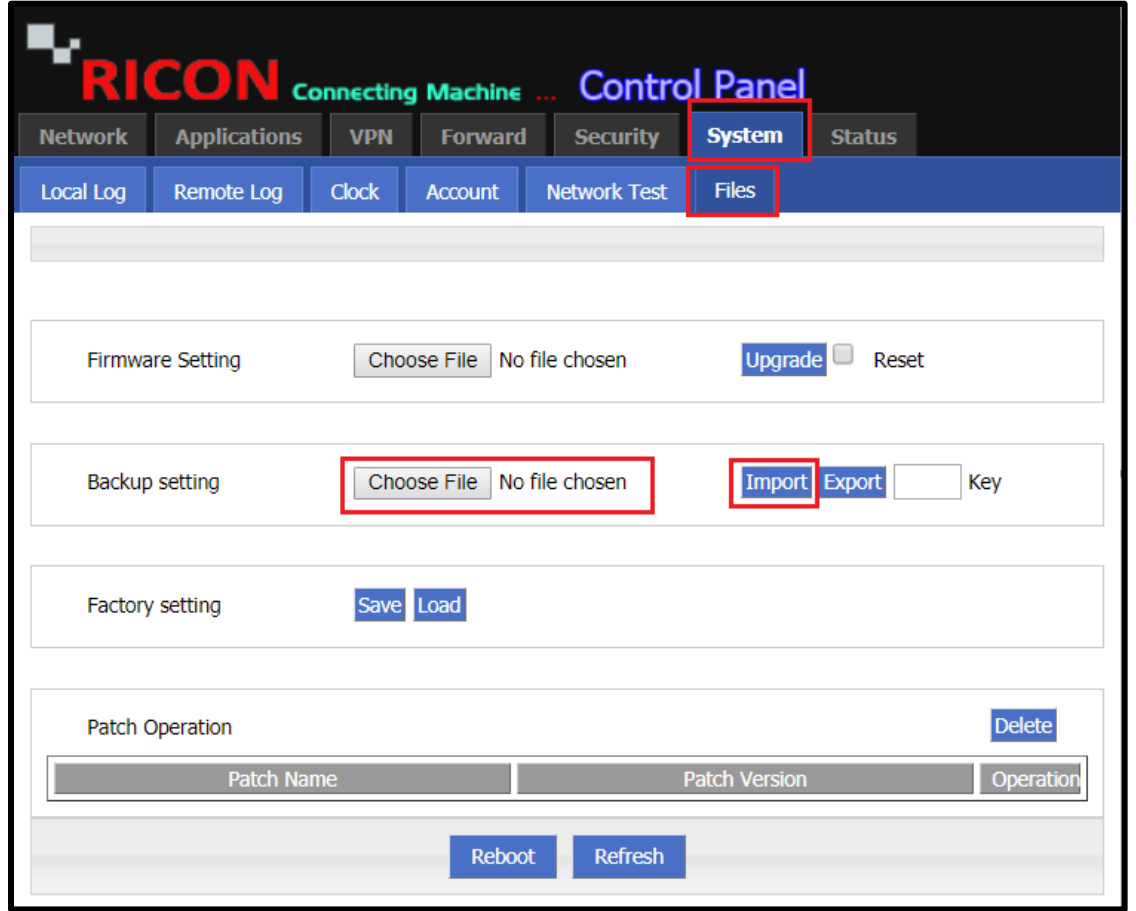 RICON Connecting Machine ... Control Panel
Network Applications VPN Forward Security System Status
Local Log Remote Log Clock Account Network Test Files
Firmware Setting Choose File No file chosen Upgrade Reset
Backup setting Choose File No file chosen Import Export Key
Factory setting Save Load
Patch Operation Delete
Patch Name Patch Version Operation
Reboot Refresh